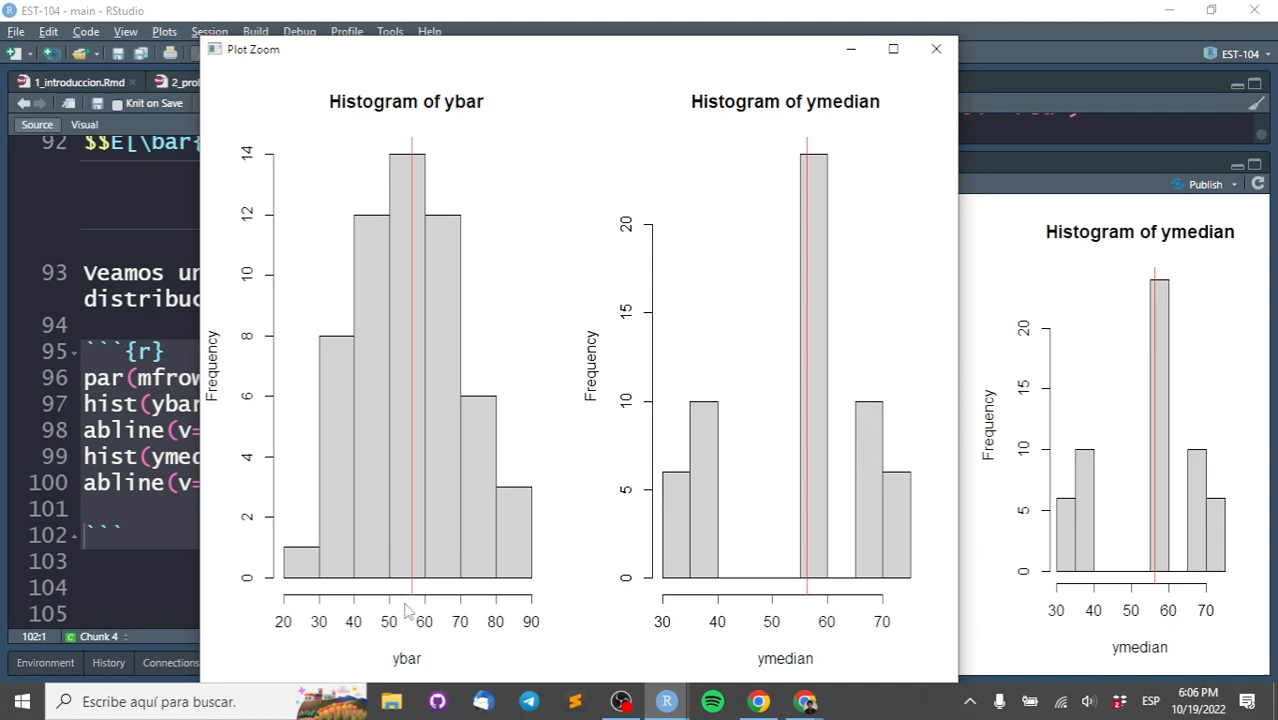 EST-104 - main - RStudio
File Edit Code View Plots Session Build Debug Profile Tools Help
EST-104
Plot Zoom
1_introduccion.Rmd
Knit on Save
Source Visual
Publish
92 $$E[\bar{
93 Veamos un
distribuc
94
95 ```{r}
96 par(mfrow
97 hist(ybar
98 abline(v=
99 hist(ymed
100 abline(v=
101
102 ```
103
104
105
102:1 Chunk 4
Environment History Connections
Histogram of ybar
Frequency
14
12
10
8
6
4
2
0
20 30 40 50 60 70 80 90
ybar
Histogram of ymedian
Frequency
20
15
10
5
0
30 40 50 60 70
ymedian
Histogram of ymedian
Frequency
20
15
10
5
0
30 40 50 60 70
ymedian
Escribe aquí para buscar.
ESP
6:06 PM
10/19/2022